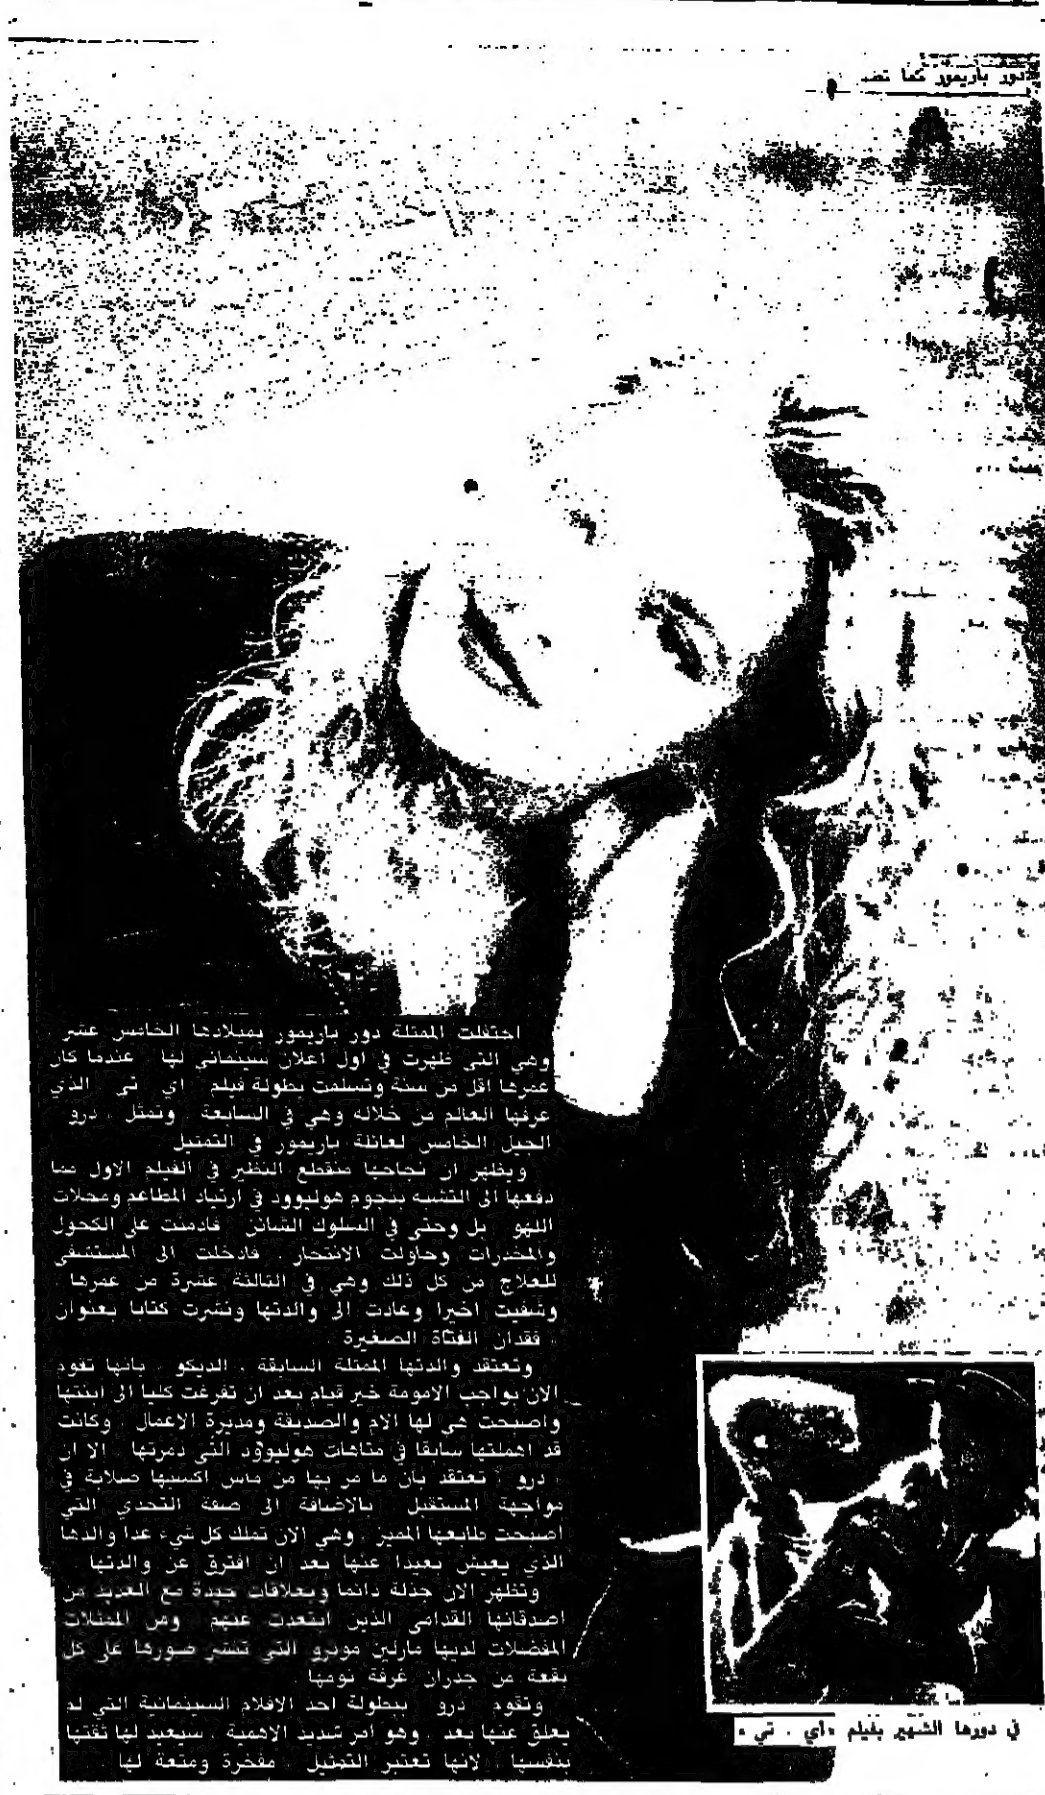 دور باريمور كما تصـ
احتفلت الممثلة دور باريمور بميلادها الخامس عشر
وهي التي ظهرت في اول اعلان سينمائي لها عندما كان
عمرها اقل من سنة وتسلمت بطولة فيلم اي تي الذي
عرفها العالم من خلاله وهي في السابعة وتمثل درو
الجيل الخامس لعائلة باريمور في التمثيل
ويظهر ان نجاحها منقطع النظير في الفيلم الاول مما
دفعها الى التشبه بنجوم هوليوود في ارتياد المطاعم ومحلات
اللهو بل وحتى في السلوك الشائن فادمنت على الكحول
والمخدرات وحاولت الانتحار . فادخلت الى المستشفى
للعلاج من كل ذلك وهي في الثالثة عشرة من عمرها
وشفيت اخيرا وعادت الى والدتها ونشرت كتابا بعنوان
، فقدان الفتاة الصغيرة .
وتعتقد والدتها الممثلة السابقة ، الديكو ، بانها تقوم
الان بواجب الامومة خير قيام بعد ان تفرغت كليا الى ابنتها
واصبحت هي لها الام والصديقة ومديرة الاعمال وكانت
قد اهملتها سابقا في متاهات هوليوود التي دمرتها . الا ان
، درو ، تعتقد بان ما مر بها من ماس اكسبها صلابة في
مواجهة المستقبل بالاضافة الى صفة التحدي التي
اصبحت طابعها المميز . وهي الان تملك كل شيء عدا والدها
الذي يعيش بعيدا عنها بعد ان افترق عن والدتها
وتظهر الان جذلة دائما وبعلاقات جيدة مع العديد من
اصدقائها القدامى الذين ابتعدت عنهم ومن الممثلات
المفضلات لديها مارلين مونرو التي تنشر صورها على كل
بقعة من جدران غرفة نومها
وتقوم درو ببطولة احد الافلام السينمائية التي لم
يعلن عنها بعد . وهو امر شديد الاهمية ، سيعيد لها ثقتها
بنفسها ، لانها تعتبر التمثيل ، مفخرة ومتعة لها .
في دورها الشهير بفيلم «اي . تي »